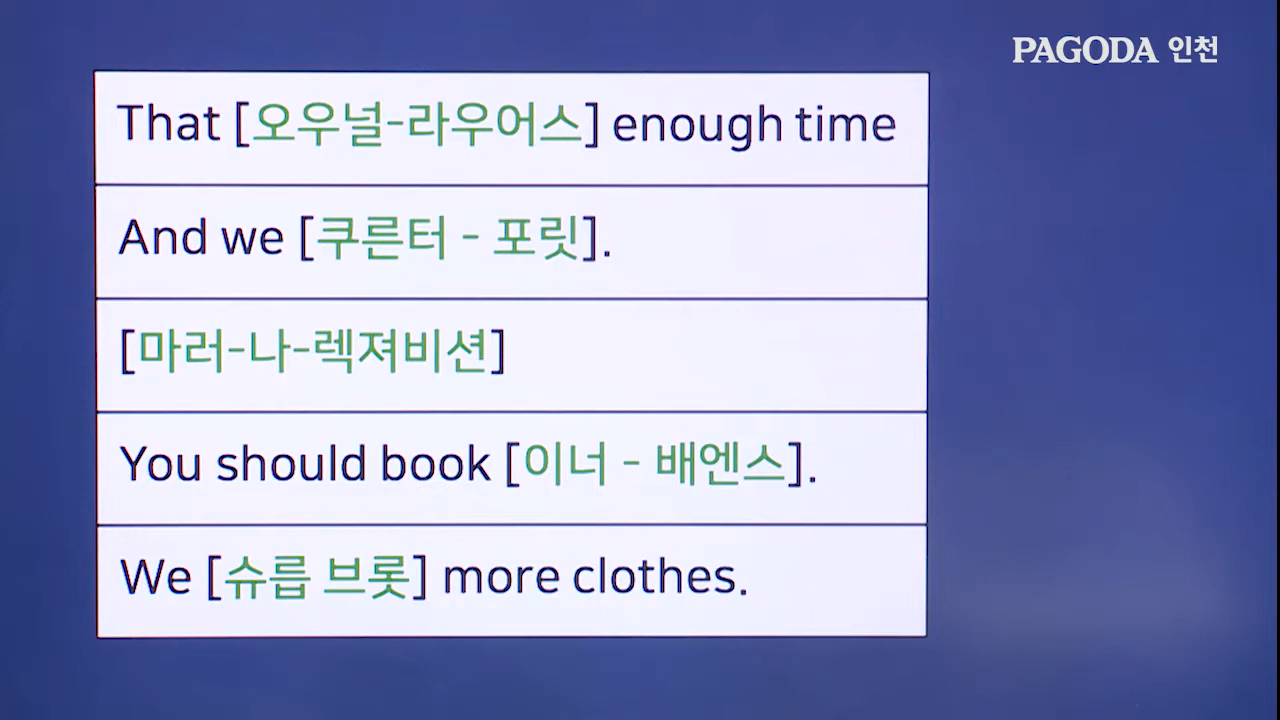 PAGODA 인천
That [오우널-라우어스] enough time
And we [쿠른터 - 포릿].
[마러-나-렉져비션]
You should book [이너 - 배엔스].
We [슈릅 브롯] more clothes.